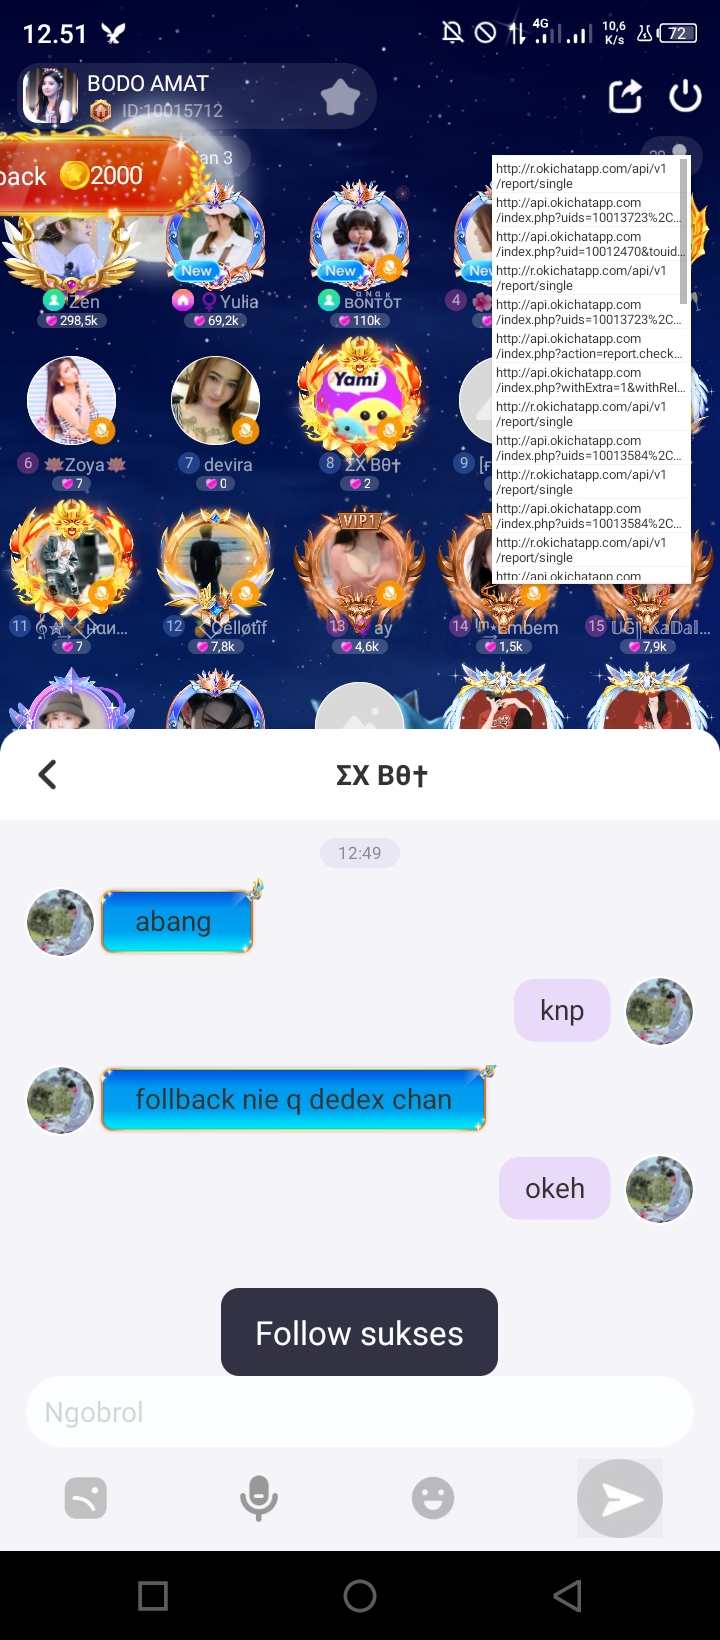 12.51
4G
10,6
K/s
72
BODO AMAT
ID:10015712
back 2000
an 3
http://r.okichatapp.com/api/v1
/report/single
http://api.okichatapp.com
/index.php?uids=10013723%2C...
http://api.okichatapp.com
/index.php?uid=10012470&touid...
http://r.okichatapp.com/api/v1
/report/single
http://api.okichatapp.com
/index.php?uids=10013723%2C...
http://api.okichatapp.com
/index.php?action=report.check...
http://api.okichatapp.com
/index.php?withExtra=1&withRel...
http://r.okichatapp.com/api/v1
/report/single
http://api.okichatapp.com
/index.php?uids=10013584%2C...
http://r.okichatapp.com/api/v1
/report/single
http://api.okichatapp.com
/index.php?uids=10013584%2C...
http://r.okichatapp.com/api/v1
/report/single
http://api.okichatapp.com
New
New
Zen
Yulia
BONTOT
4
298,5k
69,2k
110k
Yami
6 Zoya
7 devira
8 ΣX Bθ†
9
7
0
2
VIP1
11
12 Celløtif
13 ay
14 Embem
15
7
7,8k
4,6k
1,5k
7,9k
ΣX Bθ†
12:49
abang
knp
follback nie q dedex chan
okeh
Follow sukses
Ngobrol